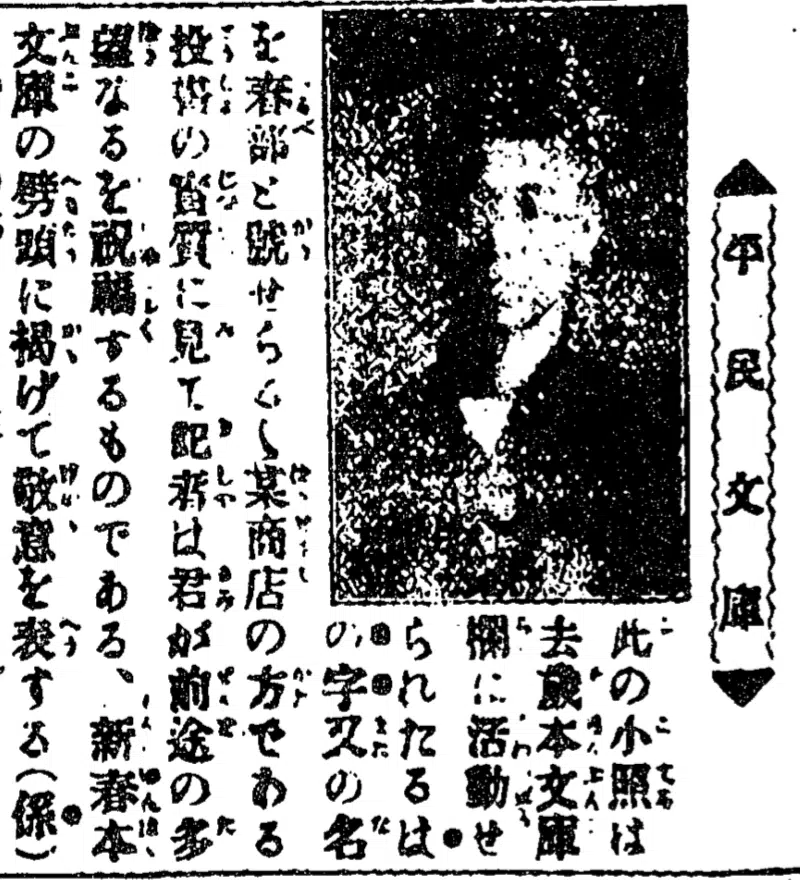 平民文庫
此の小照は
去歳本文庫
欄に活動せ
られたるは●
●●の字又の名
を春部と號せらるゝ某商店の方である
投書の資質に見て記者は君が前途の多
望なるを祝福するものである、新春本
文庫の劈頭に掲げて敬意を表する(係●)